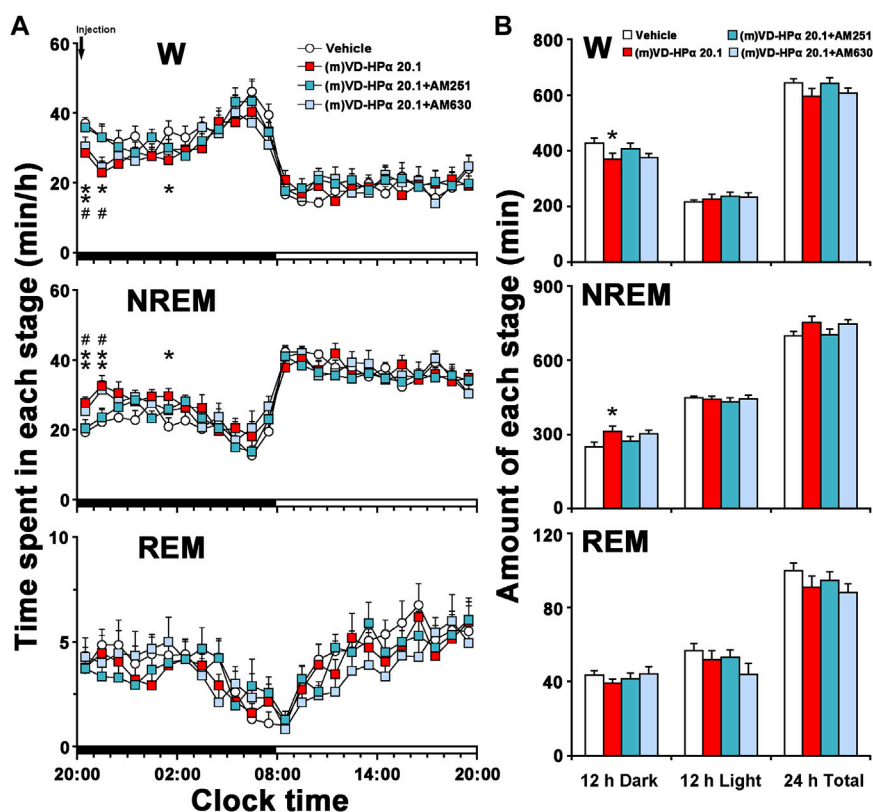 A
Injection
W
Vehicle
(m)VD-HPα 20.1
(m)VD-HPα 20.1+AM251
(m)VD-HPα 20.1+AM630
60
40
20
0
* *
* *
*
# #
NREM
60
40
20
0
# #
* *
* *
*
REM
10
5
0
20:00 02:00 08:00 14:00 20:00
Clock time
Time spent in each stage (min/h)
B
W
Vehicle
(m)VD-HPα 20.1
(m)VD-HPα 20.1+AM251
(m)VD-HPα 20.1+AM630
800
600
400
200
0
*
NREM
900
600
300
0
*
REM
120
80
40
0
12 h Dark 12 h Light 24 h Total
Amount of each stage (min)